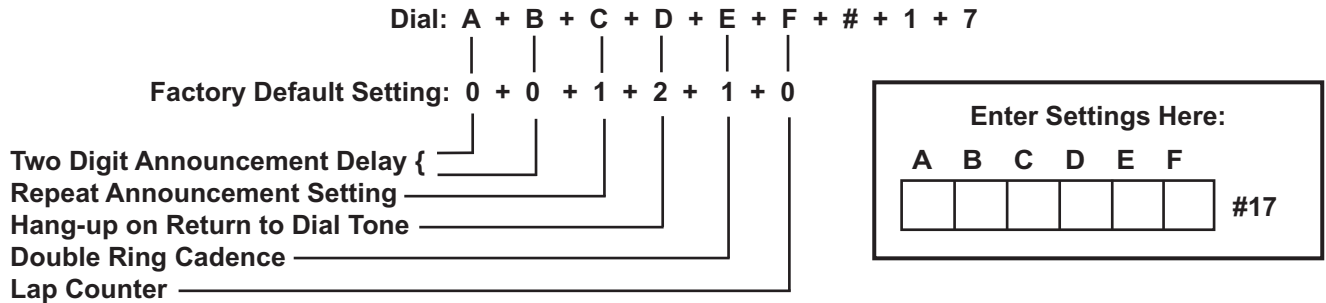 Dial: A + B + C + D + E + F + # + 1 + 7
Factory Default Setting: 0 + 0 + 1 + 2 + 1 + 0
Two Digit Announcement Delay {
Repeat Announcement Setting
Hang-up on Return to Dial Tone
Double Ring Cadence
Lap Counter
Enter Settings Here:
A B C D E F
#17